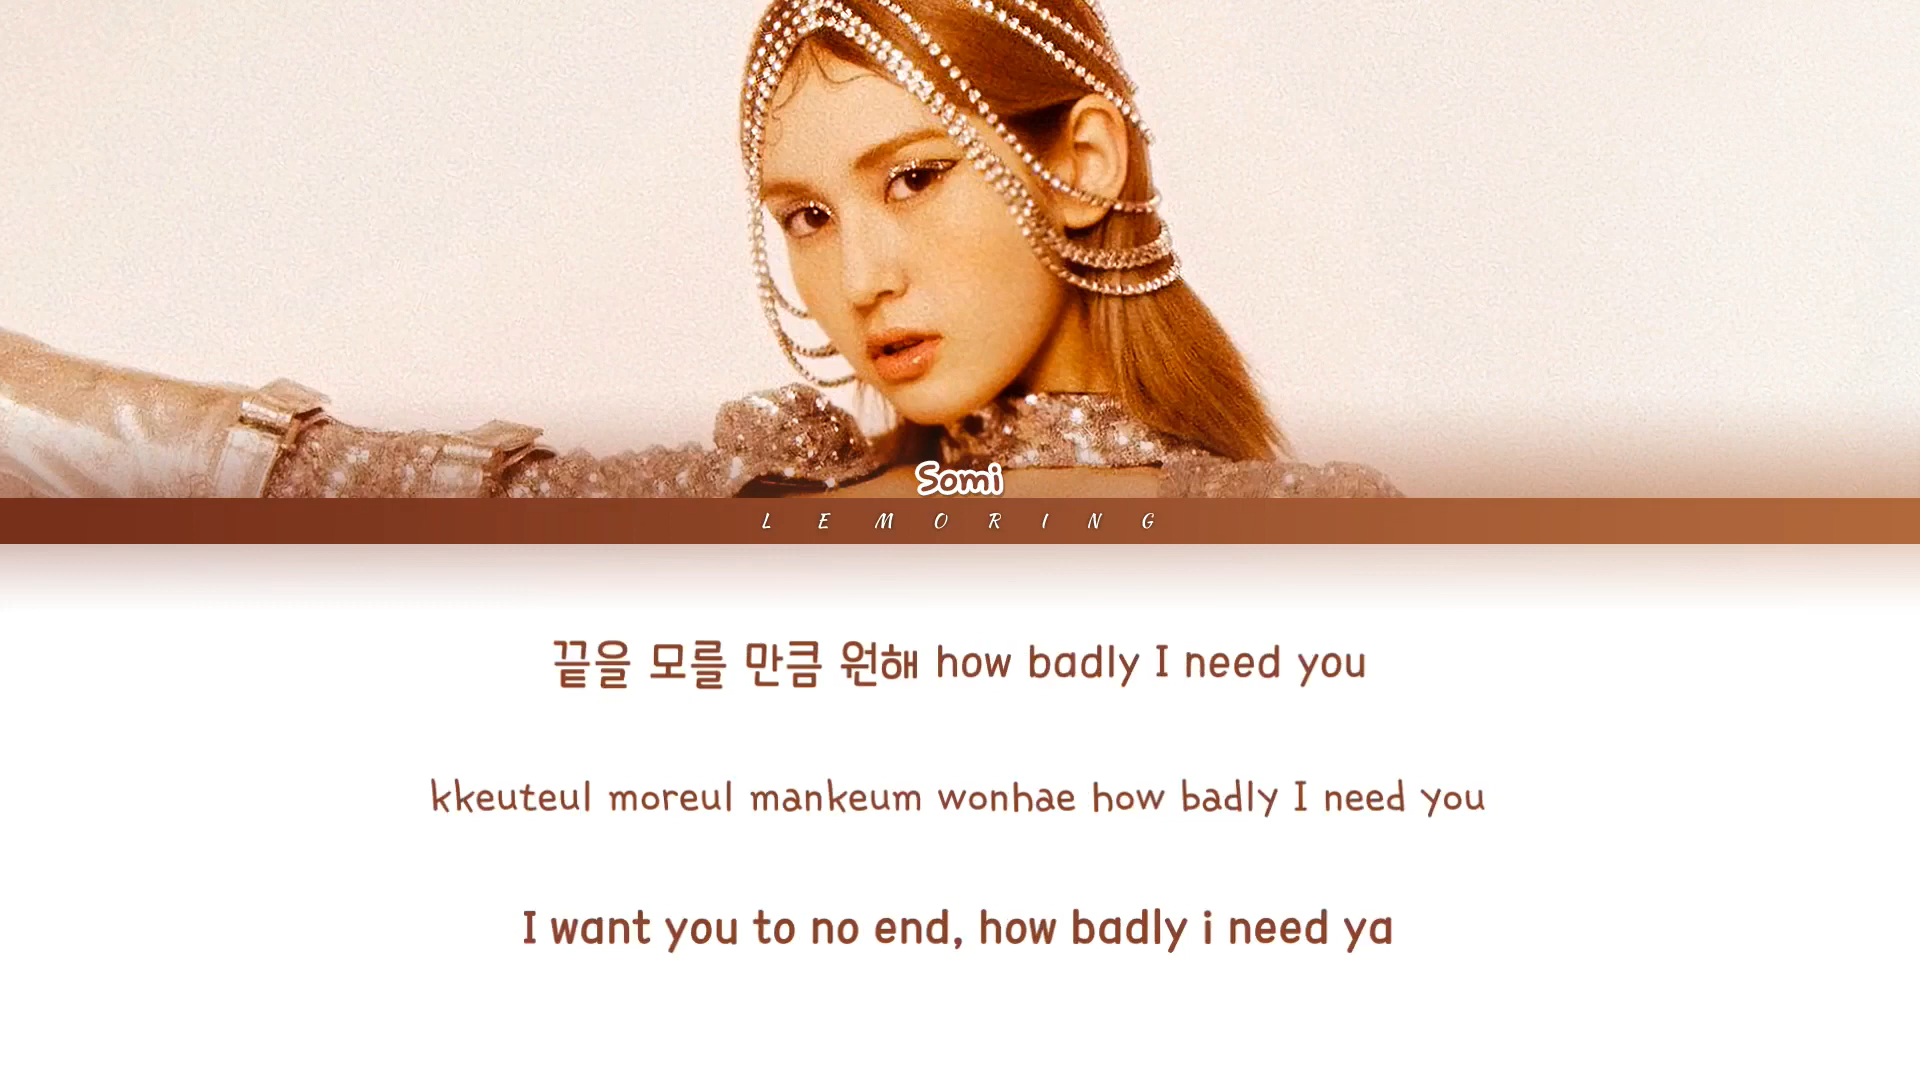 Somi
LEMORING
끝을 모를 만큼 원해 how badly I need you
kkeuteul moreul mankeum wonhae how badly I need you
I want you to no end, how badly i need ya